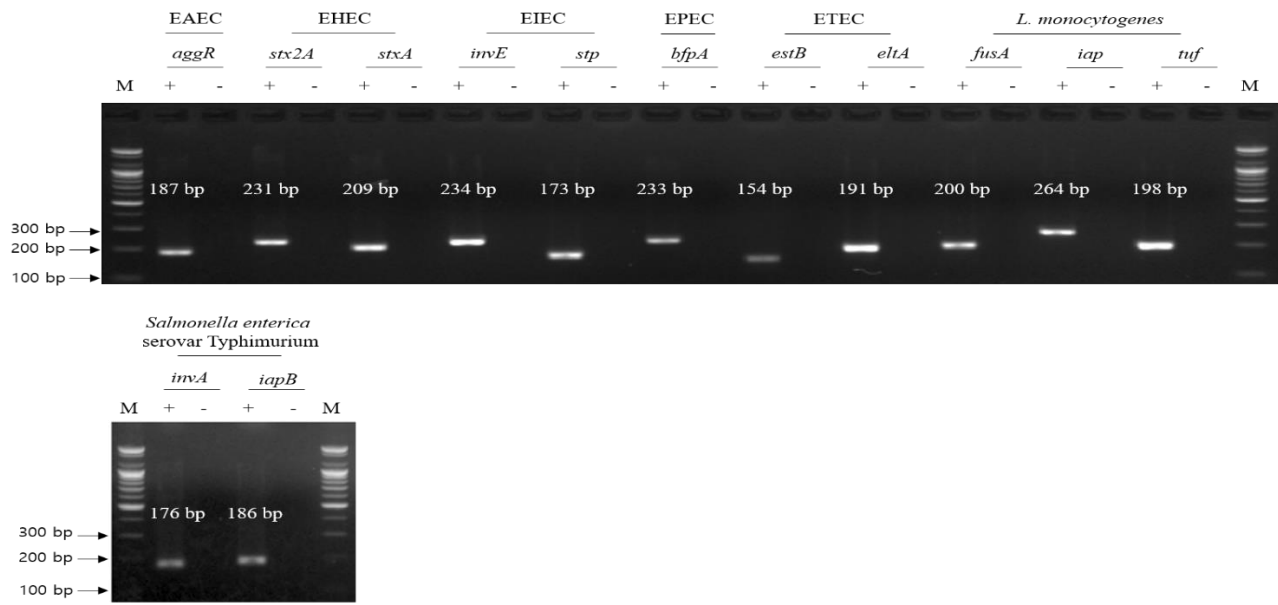 EAEC EHEC EIEC EPEC ETEC L. monocytogenes
aggR stx2A stxA invE stp bfpA estB eltA fusA iap tuf
M + - + - + - + - + - + - + - + - + - + - + - M
187 bp 231 bp 209 bp 234 bp 173 bp 233 bp 154 bp 191 bp 200 bp 264 bp 198 bp
300 bp
200 bp
100 bp
Salmonella enterica
serovar Typhimurium
invA iapB
M + - + - M
176 bp 186 bp
300 bp
200 bp
100 bp